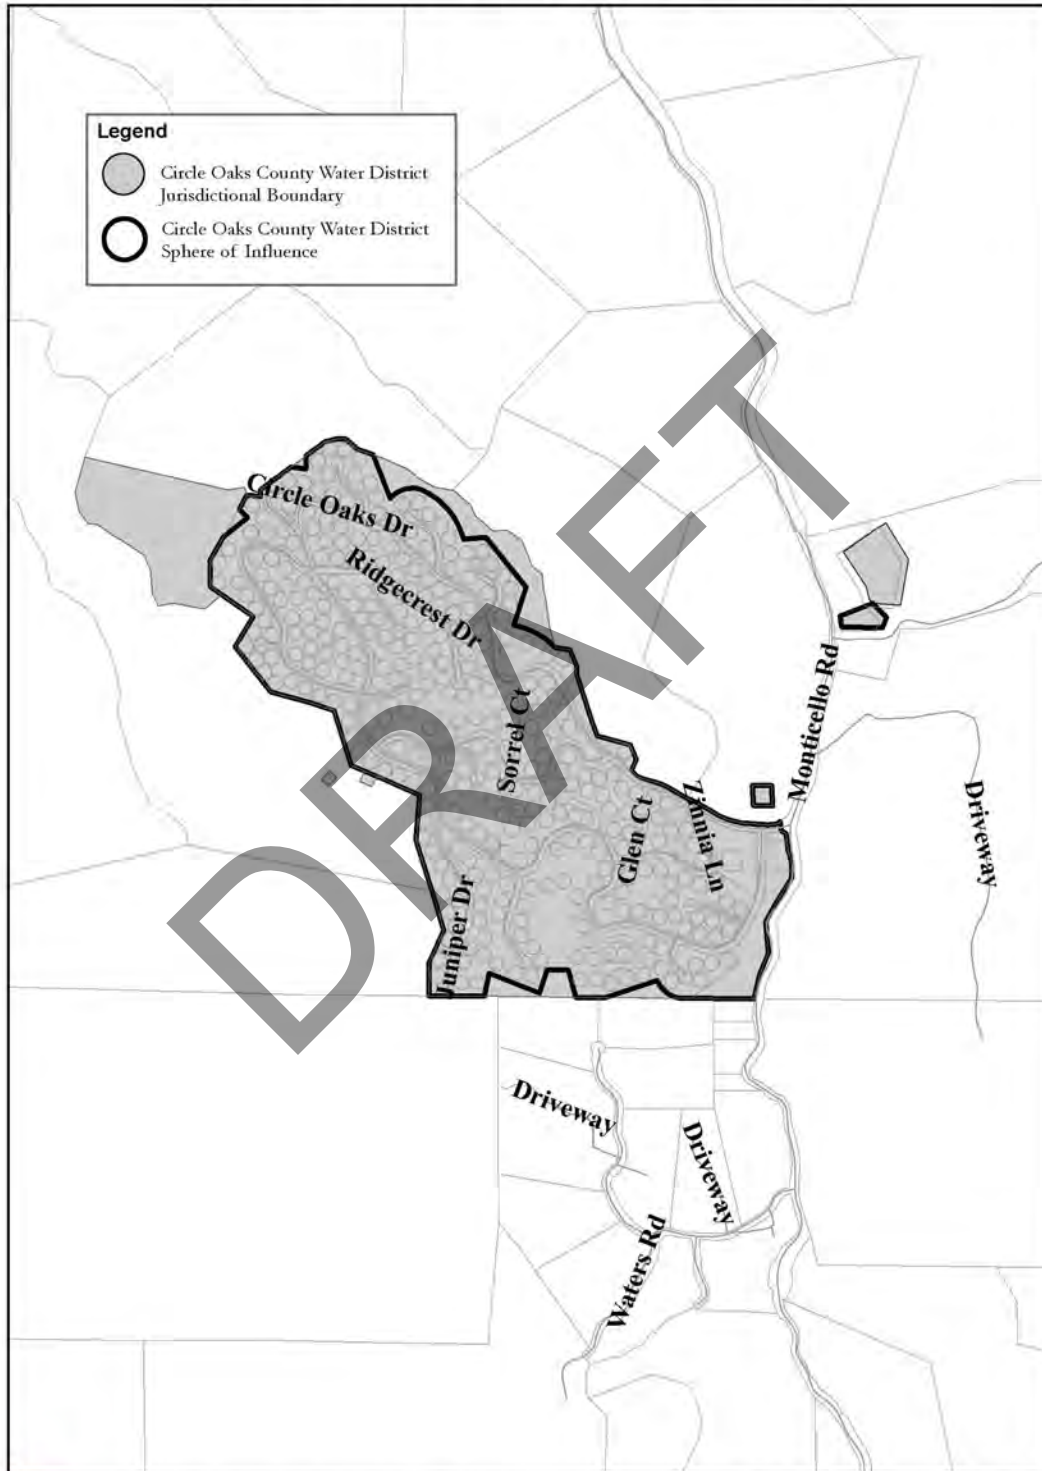 Legend
Circle Oaks County Water District
Jurisdictional Boundary
Circle Oaks County Water District
Sphere of Influence
Circle Oaks Dr
Ridgecrest Dr
Sorrel Ct
Monticello Rd
Zinnia Ln
Glen Ct
Driveway
Juniper Dr
DRAFT
Driveway
Driveway
Waters Rd